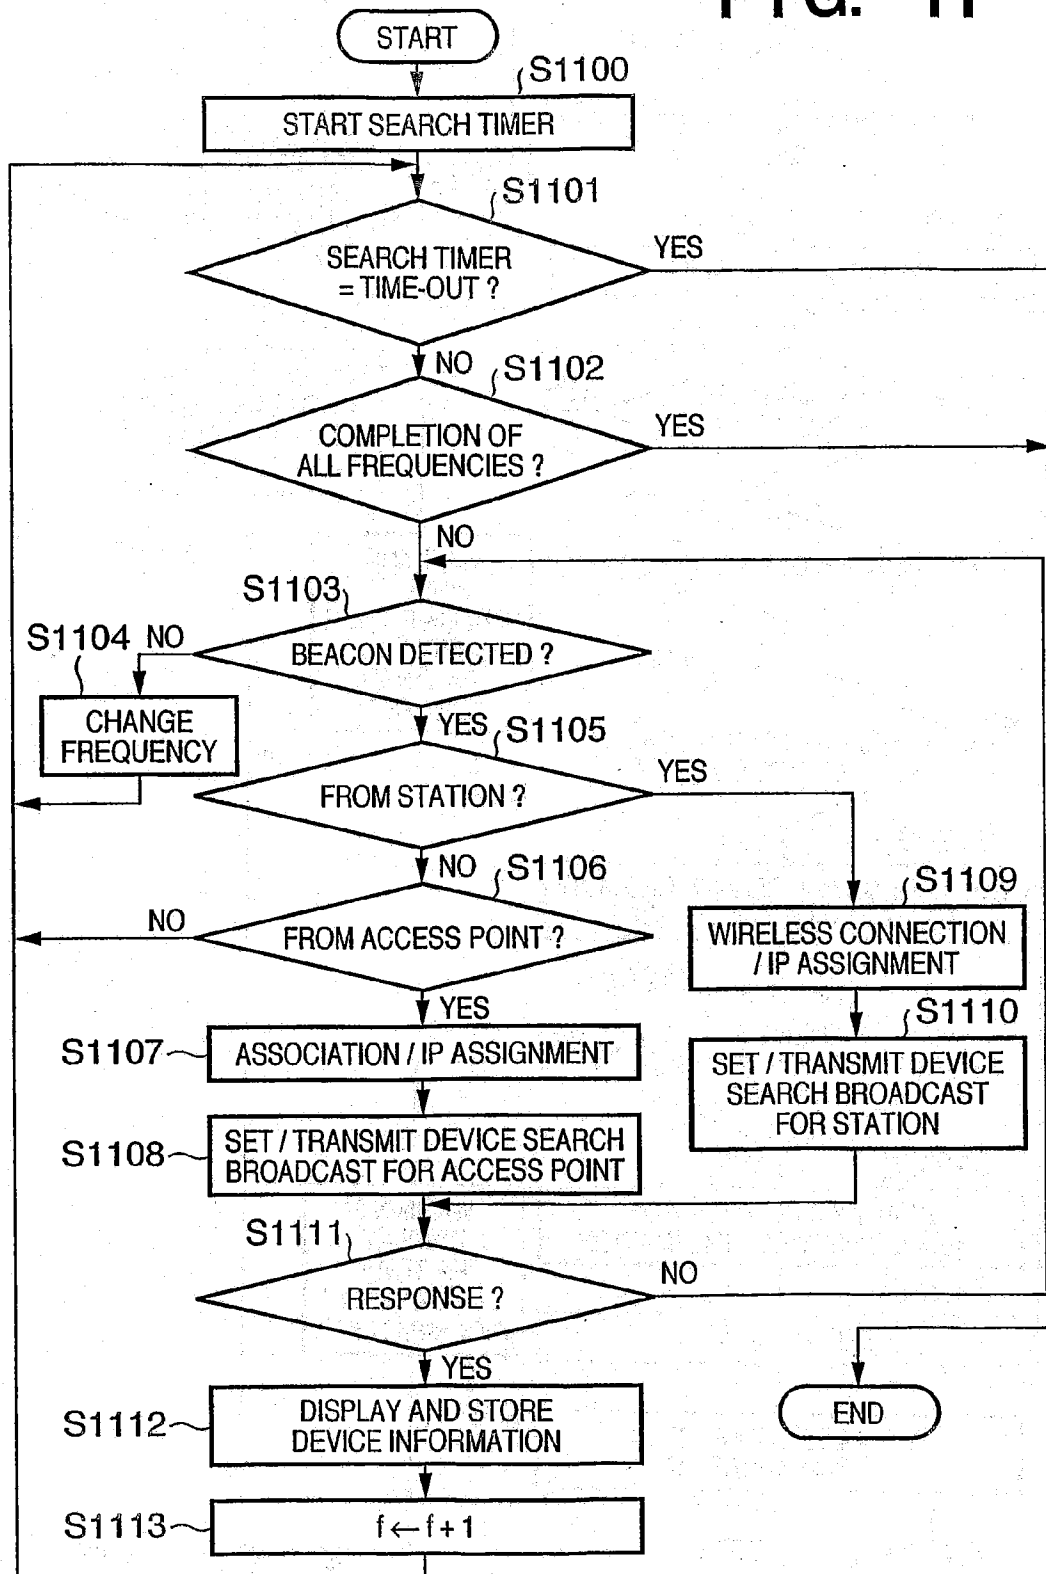 FIG. 11
START
S1100
START SEARCH TIMER
S1101
SEARCH TIMER
= TIME-OUT ?
YES
NO
S1102
COMPLETION OF
ALL FREQUENCIES ?
YES
NO
S1103
BEACON DETECTED ?
S1104
NO
CHANGE
FREQUENCY
YES
S1105
FROM STATION ?
YES
NO
S1106
FROM ACCESS POINT ?
NO
S1109
WIRELESS CONNECTION
/ IP ASSIGNMENT
YES
S1107
ASSOCIATION / IP ASSIGNMENT
S1110
SET / TRANSMIT DEVICE
SEARCH BROADCAST
FOR STATION
S1108
SET / TRANSMIT DEVICE SEARCH
BROADCAST FOR ACCESS POINT
S1111
RESPONSE ?
NO
YES
S1112
DISPLAY AND STORE
DEVICE INFORMATION
END
S1113
f ← f + 1